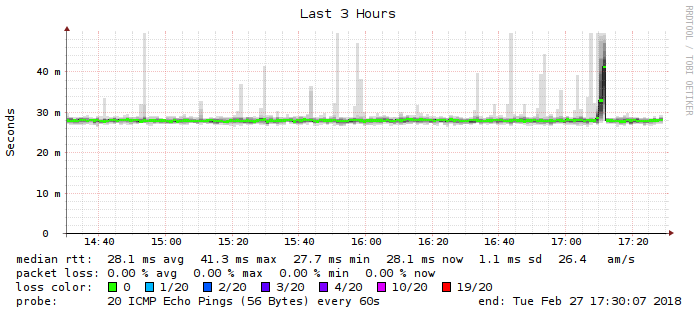 Last 3 Hours
RRDTOOL / TOBI OETIKER
Seconds
40 m
30 m
20 m
10 m
0
14:40 15:00 15:20 15:40 16:00 16:20 16:40 17:00 17:20
median rtt: 28.1 ms avg 41.3 ms max 27.7 ms min 28.1 ms now 1.1 ms sd 26.4 am/s
packet loss: 0.00 % avg 0.00 % max 0.00 % min 0.00 % now
loss color: 0 1/20 2/20 3/20 4/20 10/20 19/20
probe: 20 ICMP Echo Pings (56 Bytes) every 60s end: Tue Feb 27 17:30:07 2018